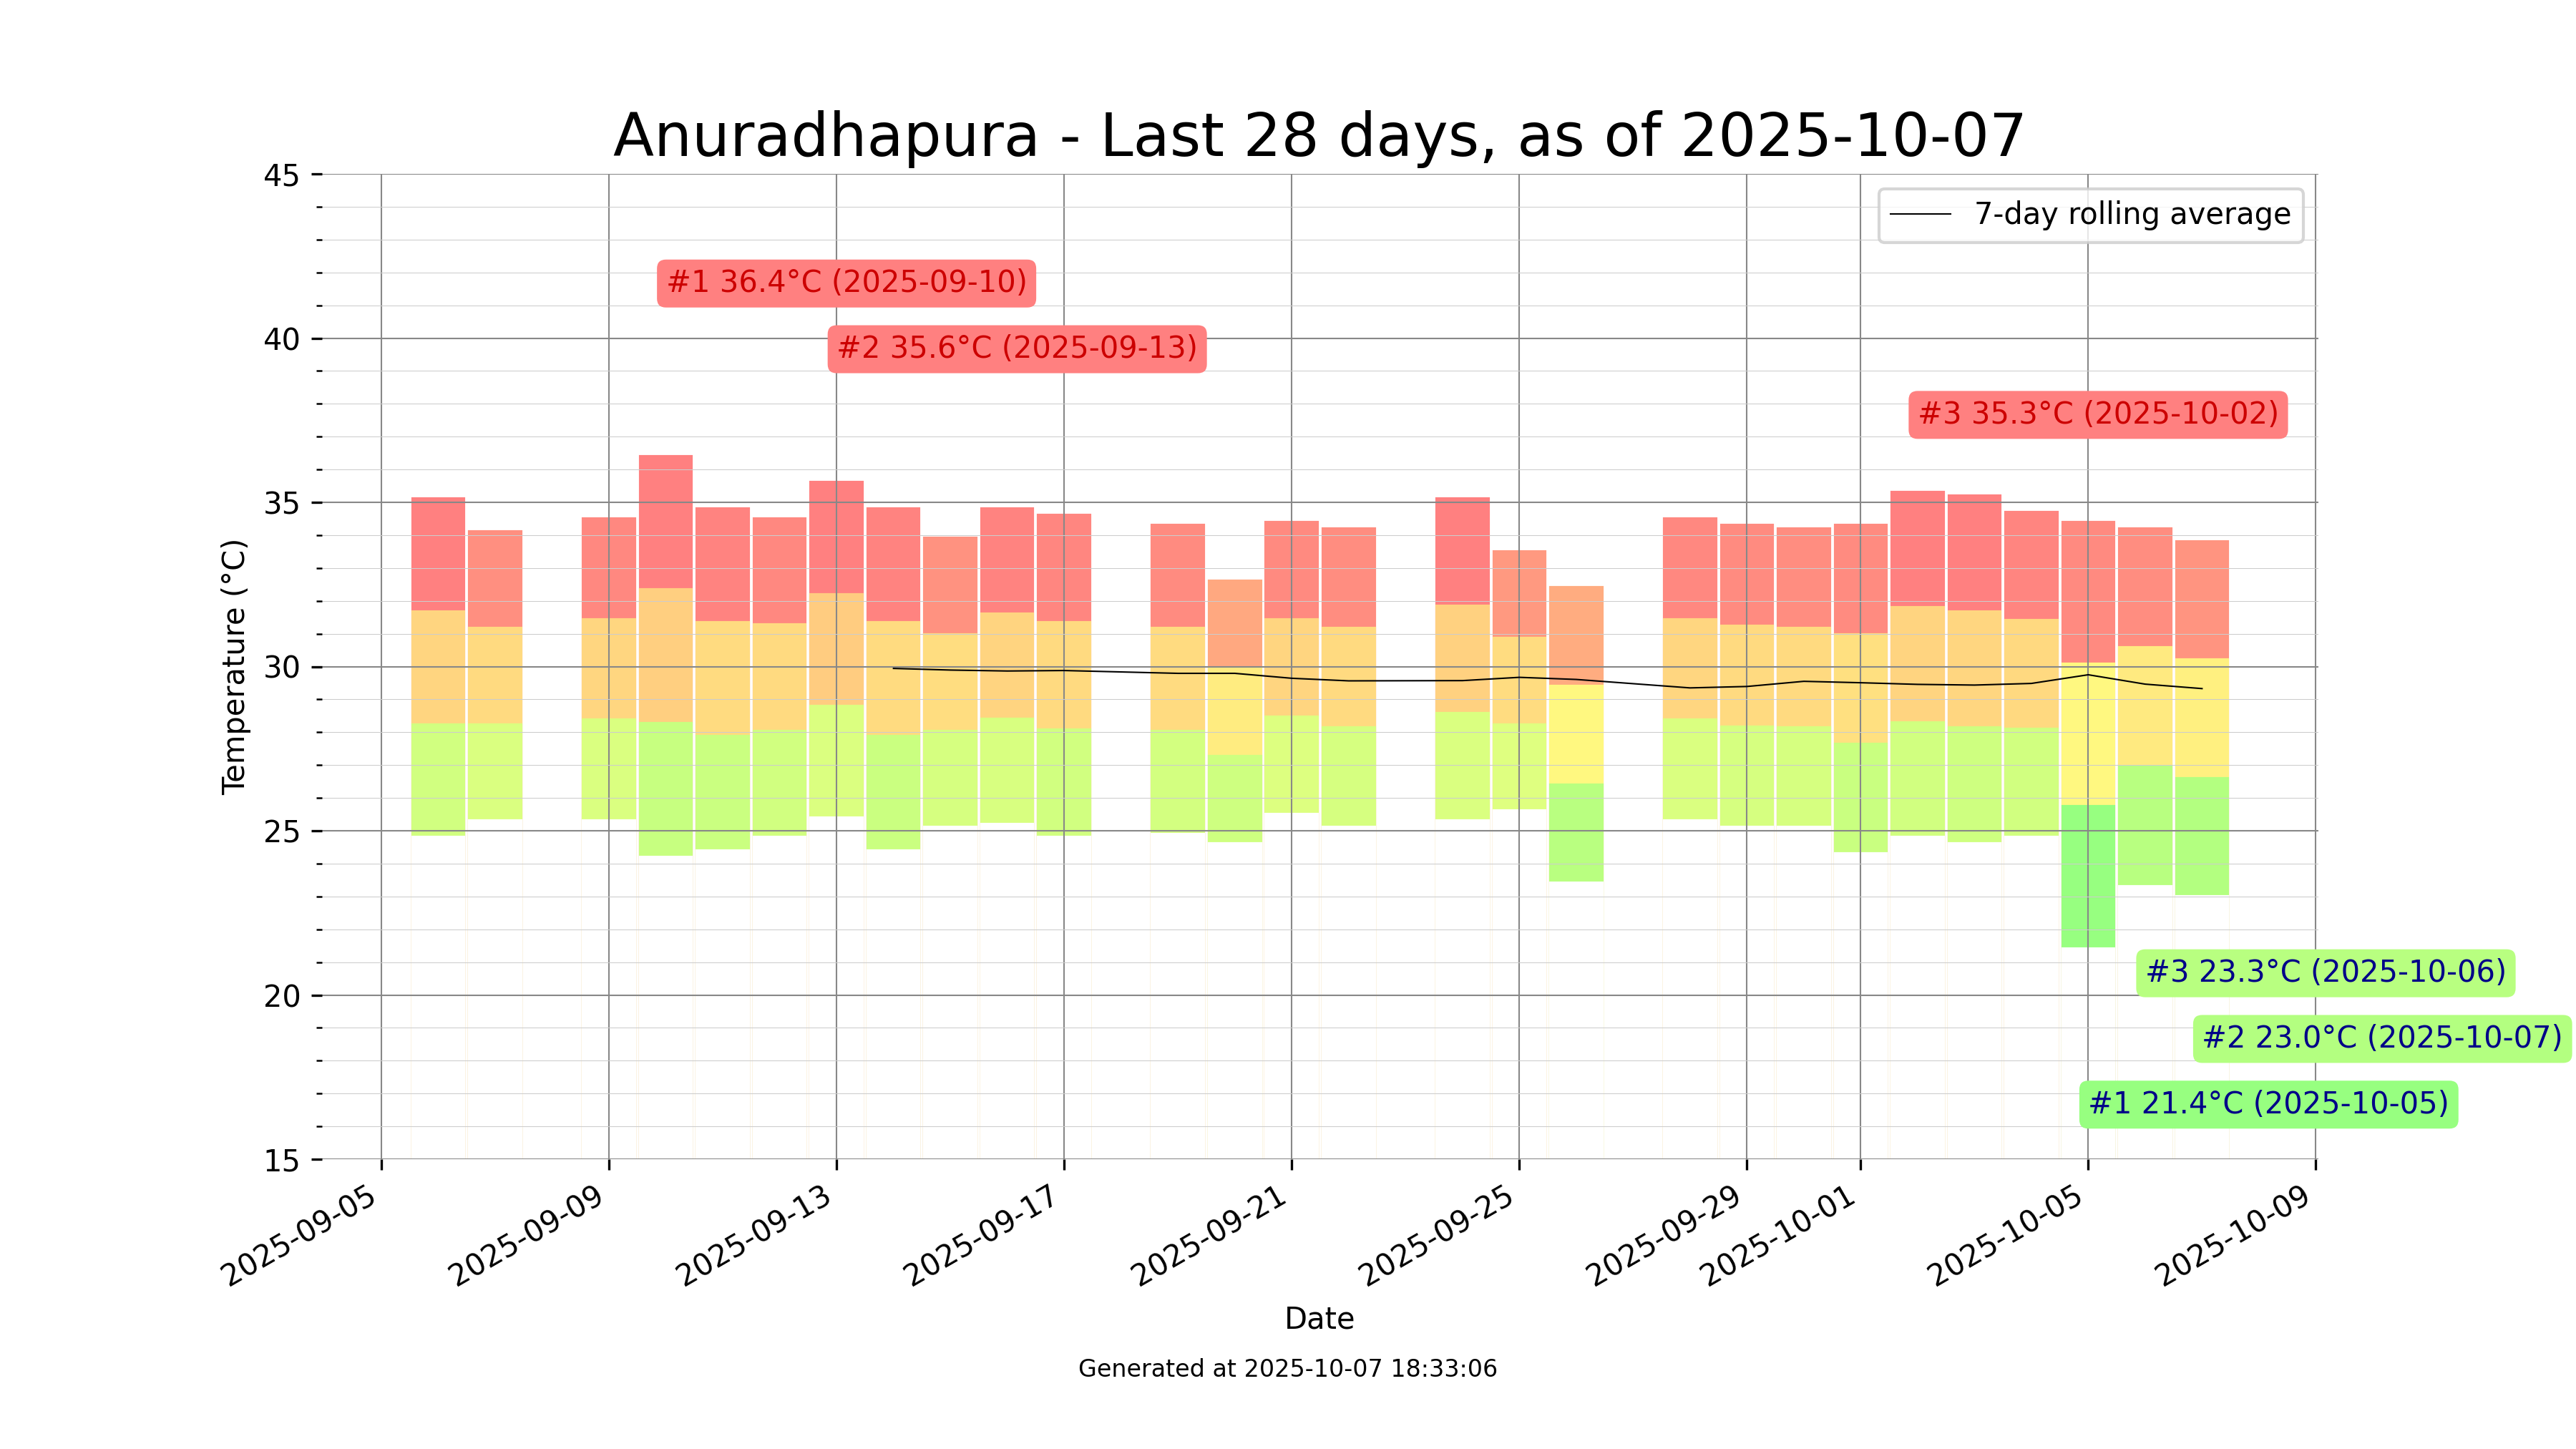 Anuradhapura - Last 28 days, as of 2025-10-07
45
7-day rolling average
#1 36.4°C (2025-09-10)
40
#2 35.6°C (2025-09-13)
#3 35.3°C (2025-10-02)
35
Temperature (°C)
30
25
#3 23.3°C (2025-10-06)
20
#2 23.0°C (2025-10-07)
#1 21.4°C (2025-10-05)
15
2025-09-05
2025-09-09
2025-09-13
2025-09-17
2025-09-21
2025-09-25
2025-09-29
2025-10-01
2025-10-05
2025-10-09
Date
Generated at 2025-10-07 18:33:06